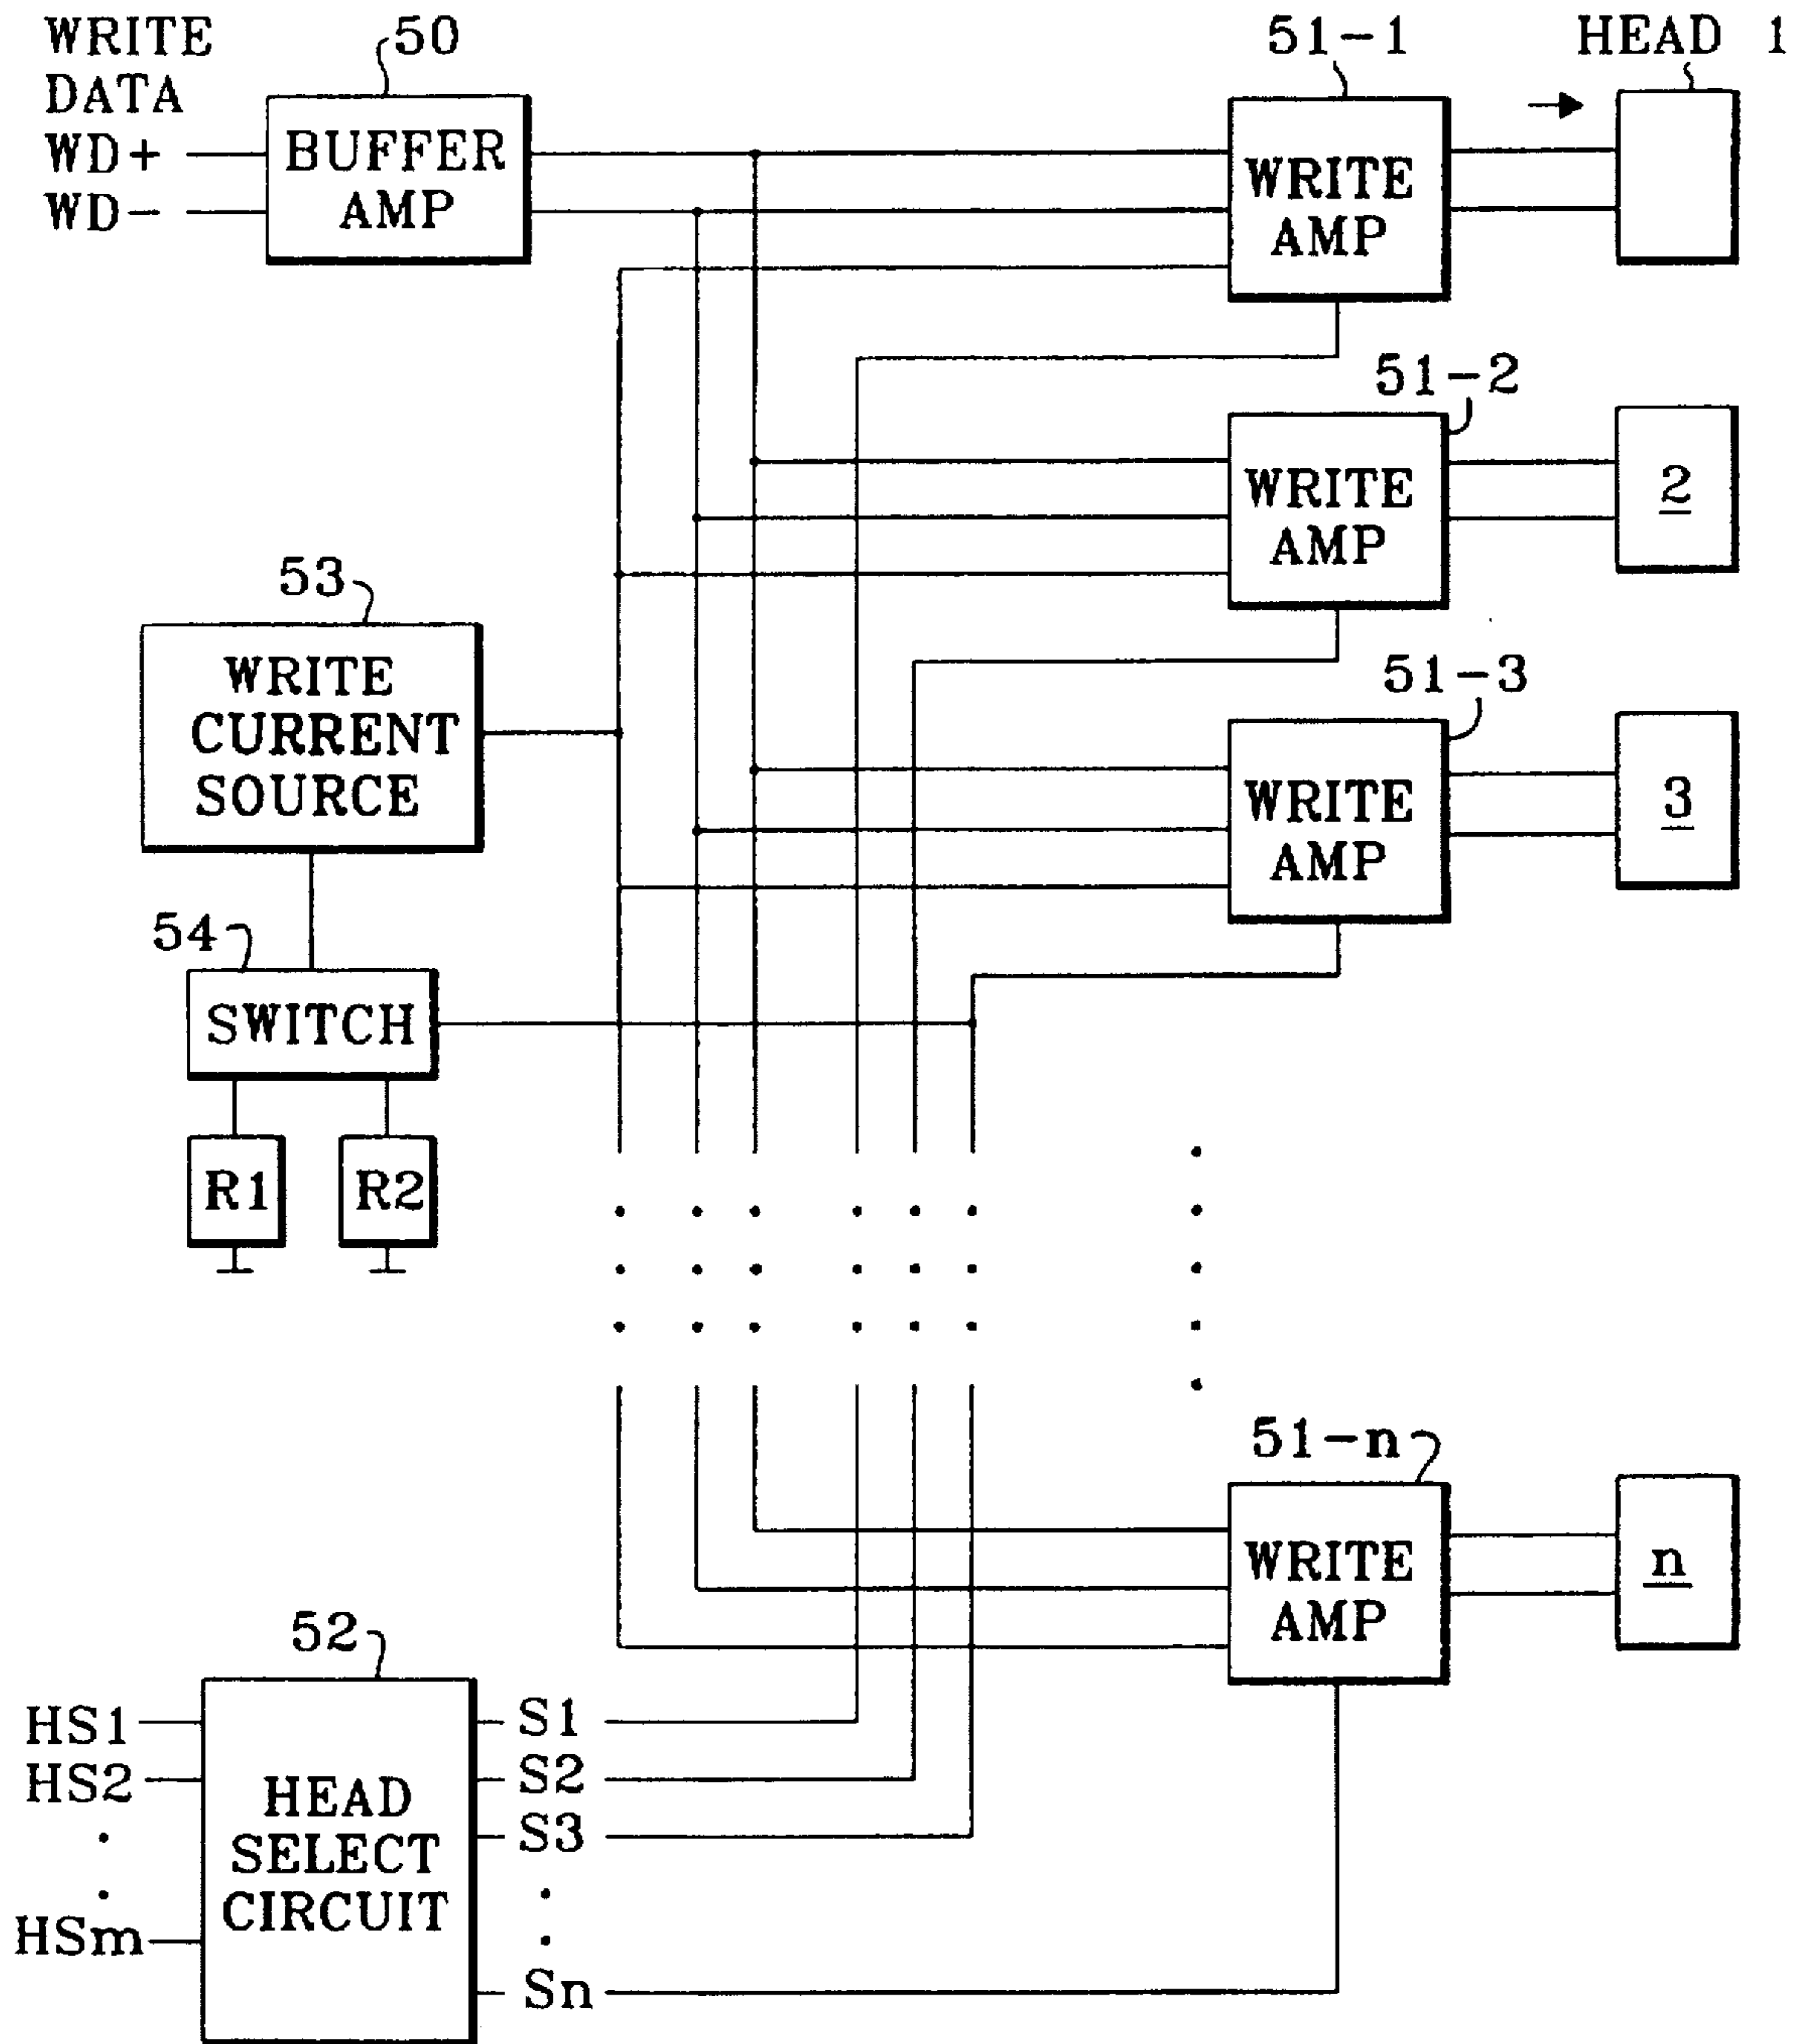 WRITE
DATA
50
51-1
HEAD 1
WD+
WD-
BUFFER
AMP
WRITE
AMP
51-2
WRITE
AMP
2
53
WRITE
CURRENT
SOURCE
51-3
WRITE
AMP
3
54
SWITCH
R1
R2
51-n
WRITE
AMP
n
52
HS1
HS2
HSm
HEAD
SELECT
CIRCUIT
S1
S2
S3
Sn